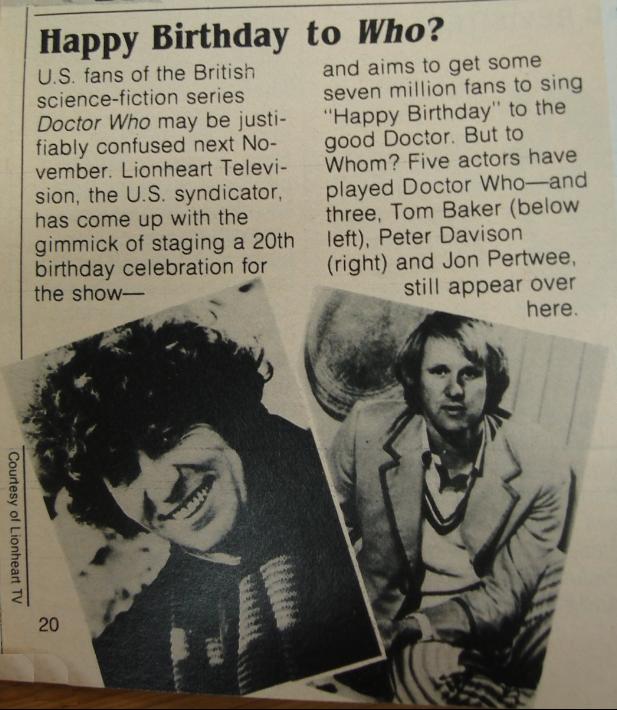 Happy Birthday to Who?
U.S. fans of the British
science-fiction series
Doctor Who may be justi-
fiably confused next No-
vember. Lionheart Televi-
sion, the U.S. syndicator,
has come up with the
gimmick of staging a 20th
birthday celebration for
the show—
and aims to get some
seven million fans to sing
"Happy Birthday" to the
good Doctor. But to
Whom? Five actors have
played Doctor Who—and
three, Tom Baker (below
left), Peter Davison
(right) and Jon Pertwee,
still appear over
here.
Courtesy of Lionheart TV
20